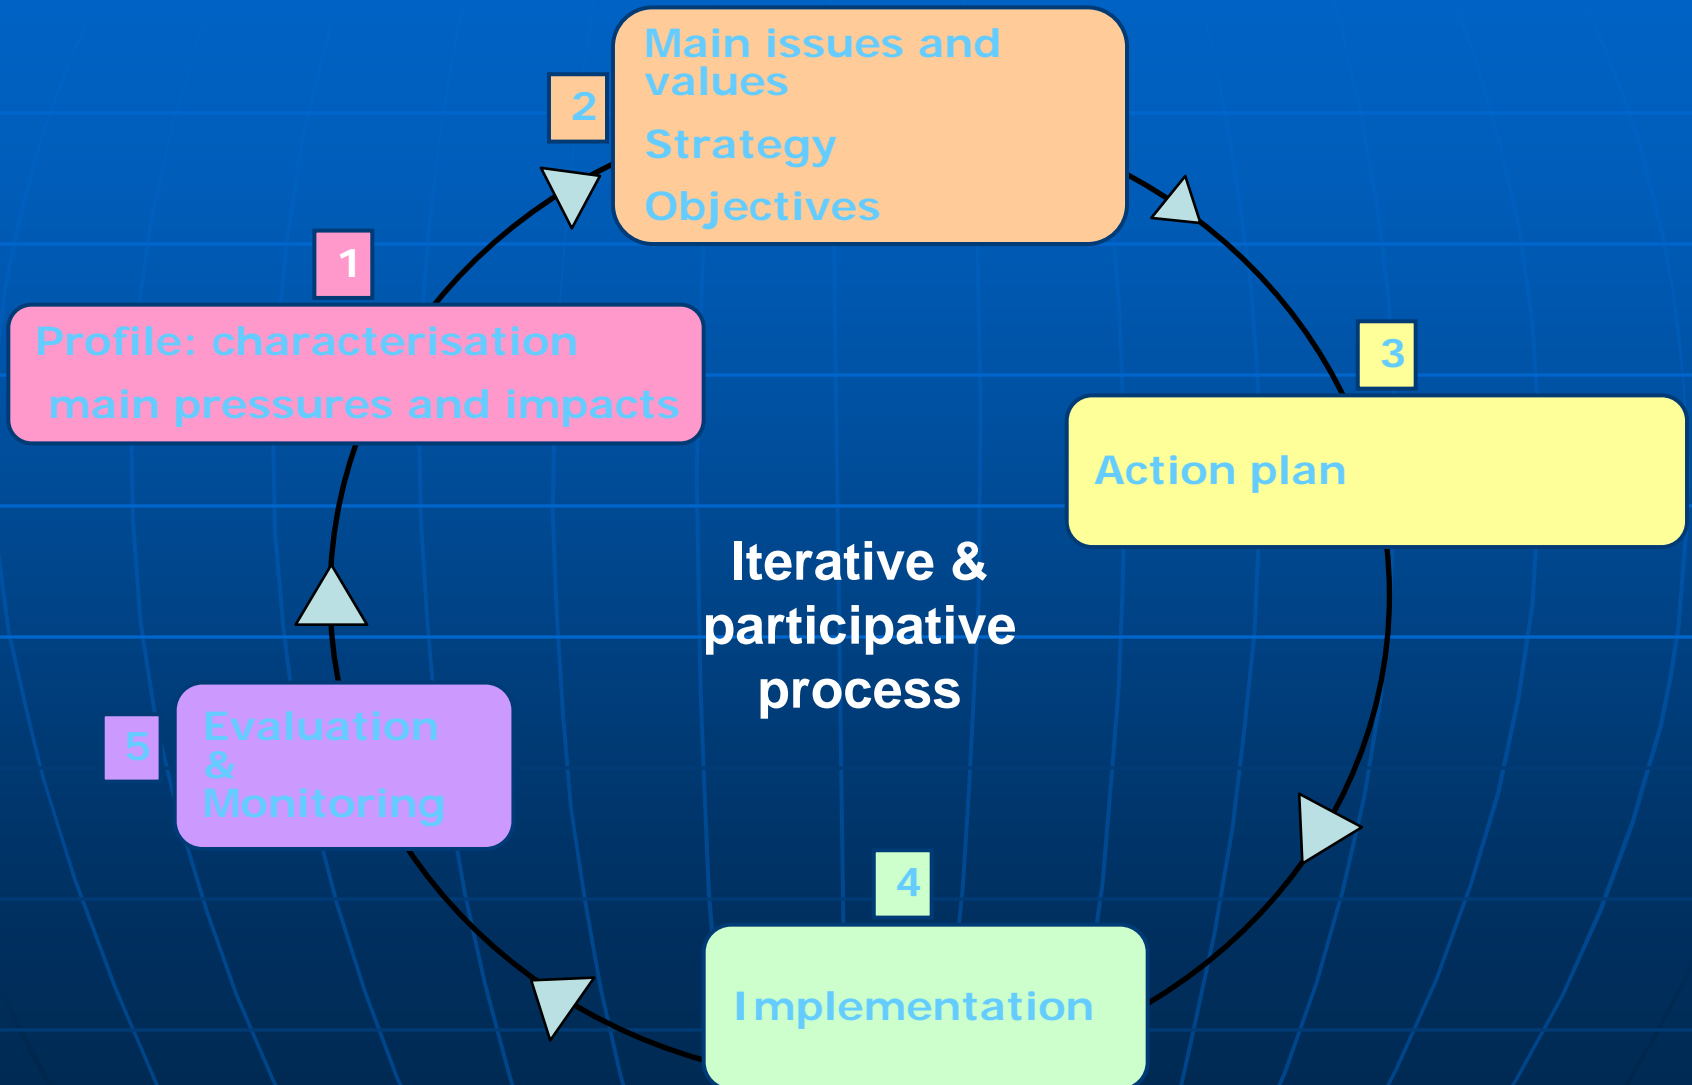 1
Profile: characterisation
main pressures and impacts
2
Main issues and
values
Strategy
Objectives
3
Action plan
4
Implementation
5
Evaluation
&
Monitoring
Iterative &
participative
process